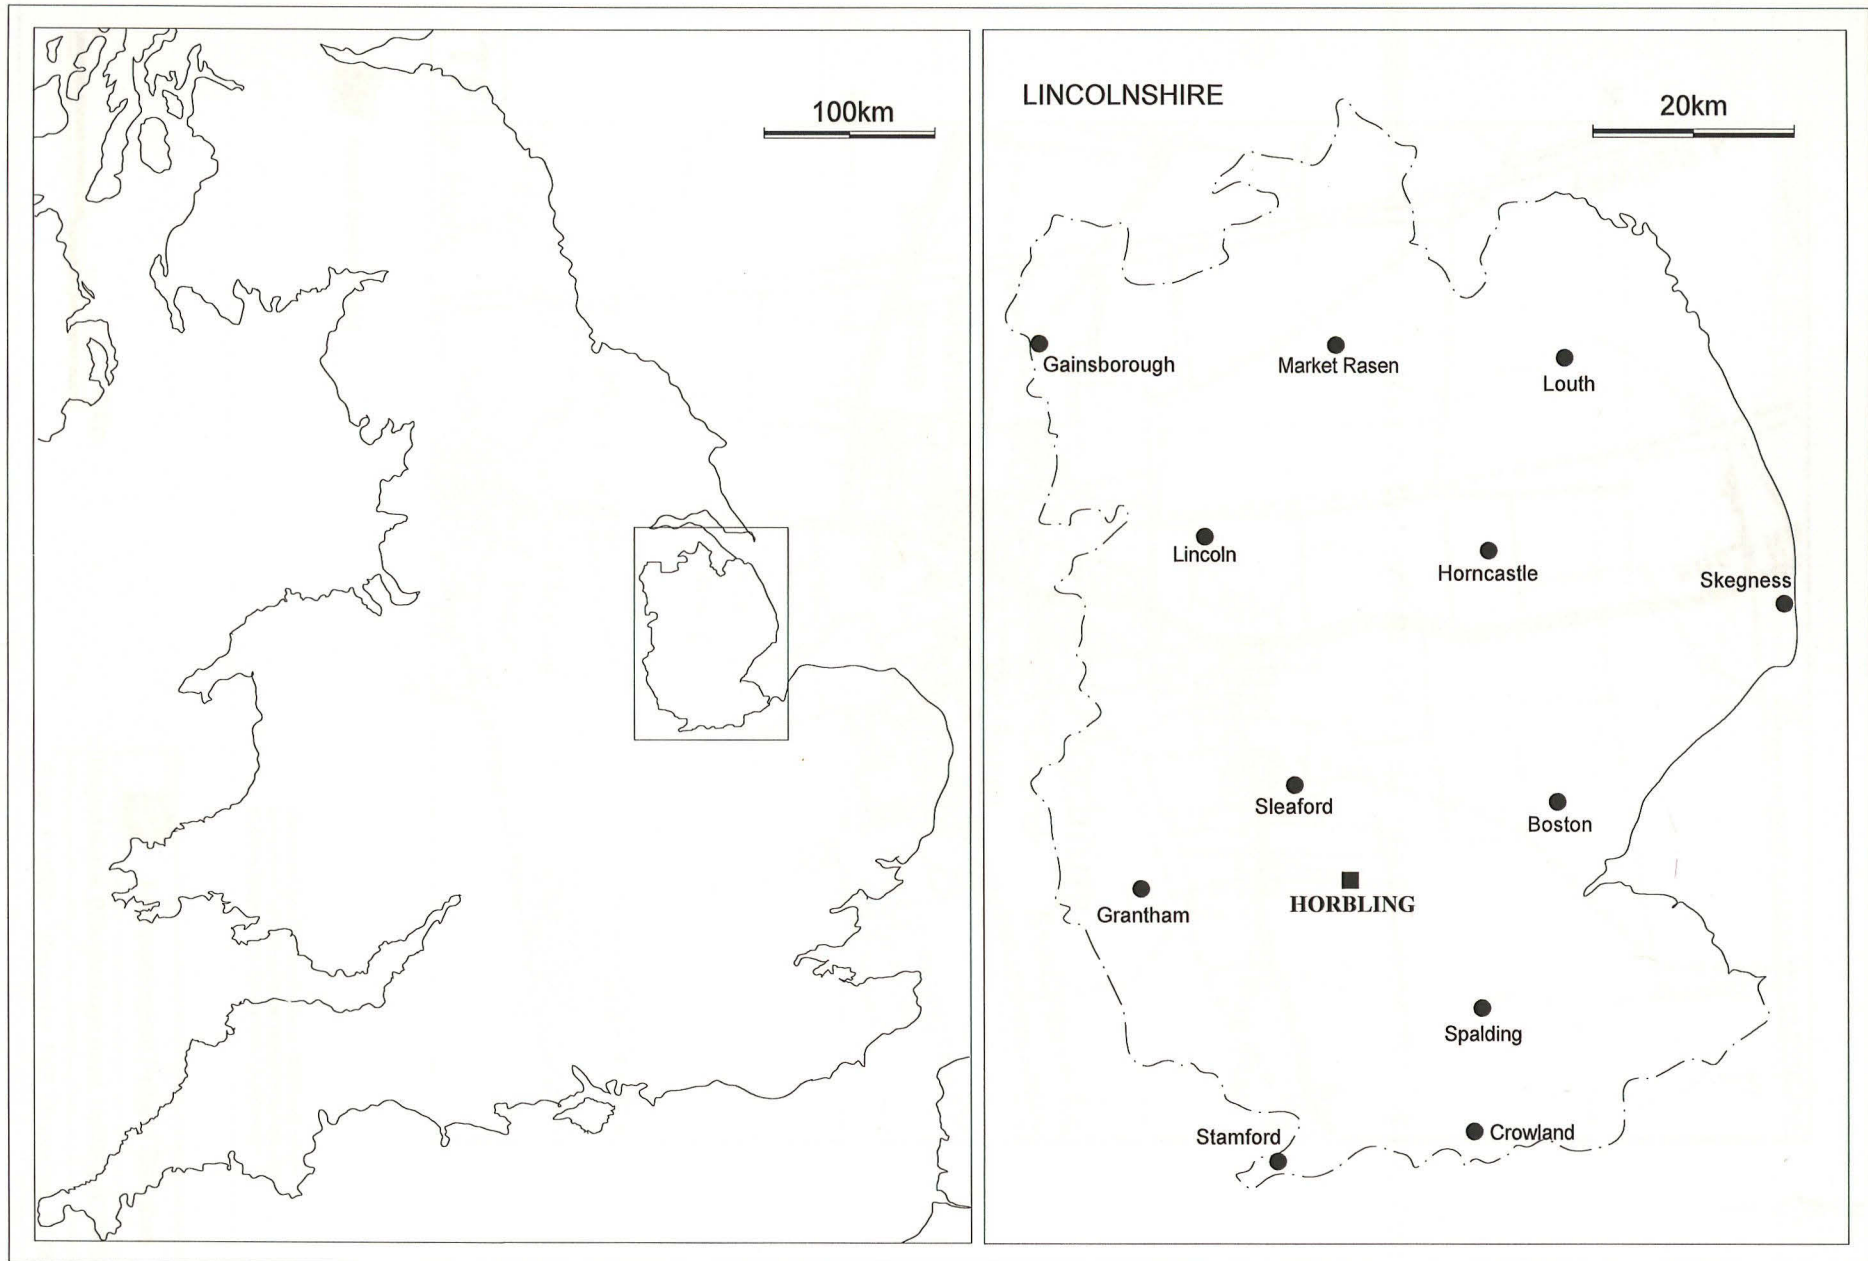 100km
LINCOLNSHIRE
20km
Gainsborough
Market Rasen
Louth
Lincoln
Horncastle
Skegness
Sleaford
Boston
HORBLING
Grantham
Spalding
Stamford
Crowland